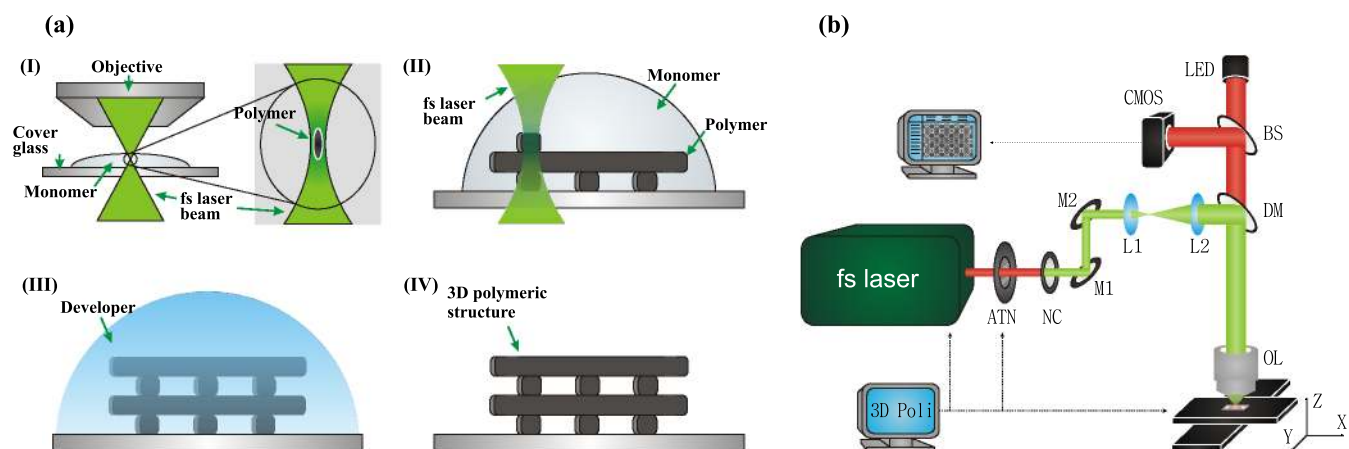 (a)
(I)
Objective
Cover
glass
Monomer
Polymer
fs laser
beam
(II)
fs laser
beam
Monomer
Polymer
(III)
Developer
(IV)
3D polymeric
structure
(b)
LED
CMOS
BS
M2
DM
L1
L2
fs laser
M1
ATN
NC
OL
3D Poli
Z
X
Y